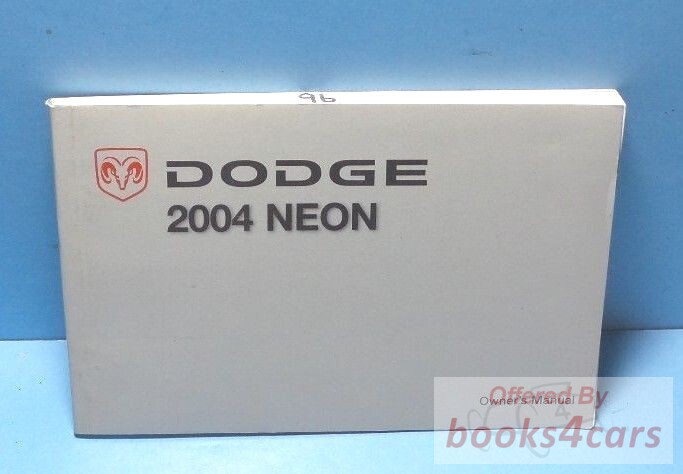 96
DODGE
2004 NEON
Owner's Manual
Offered By
books4cars